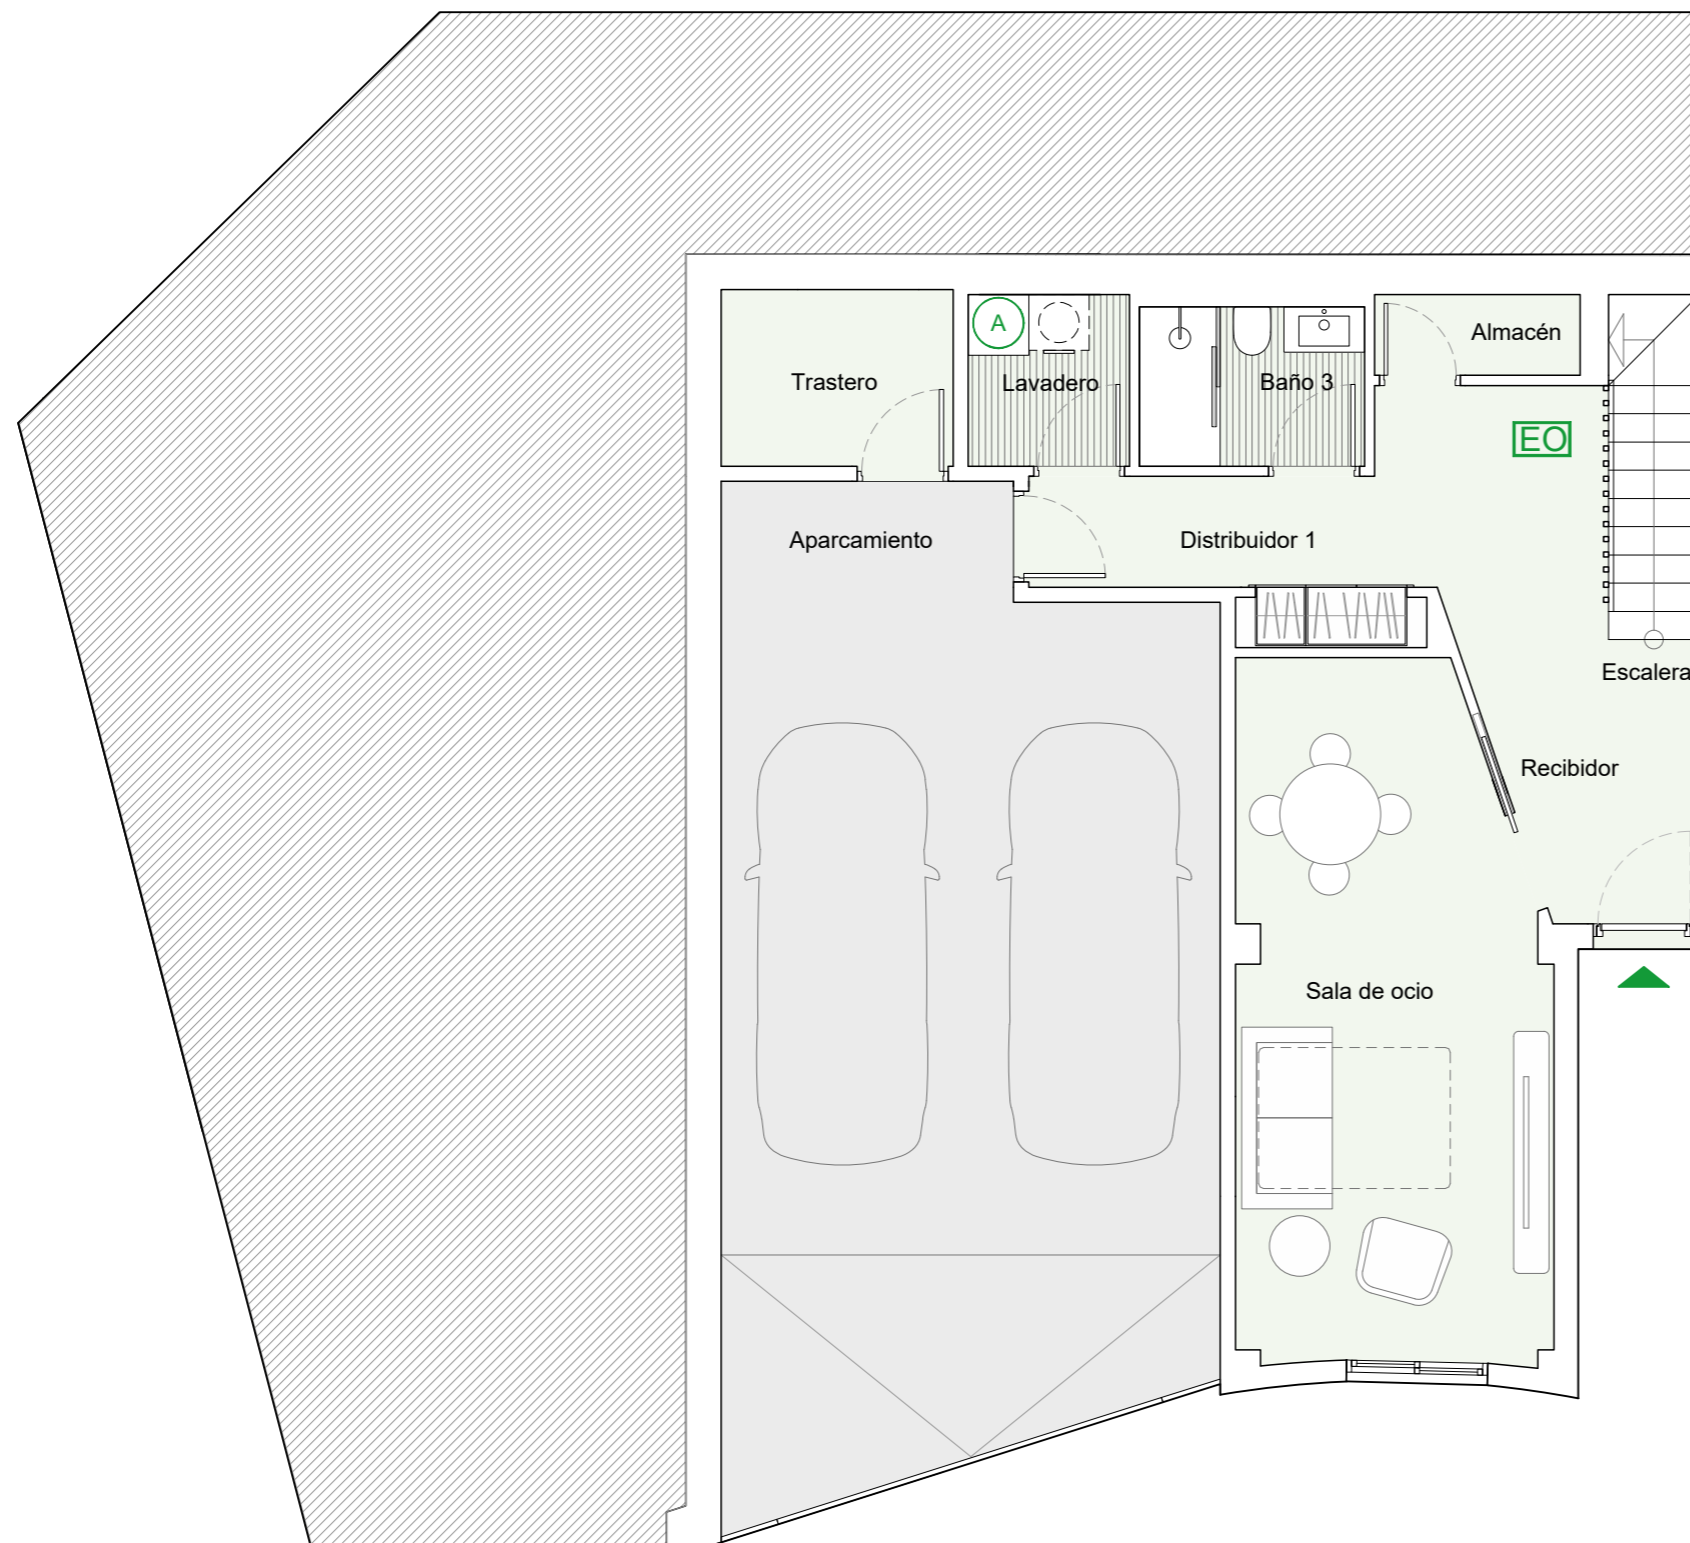 Almacén
A
Trastero
Lavadero
Baño 3
EO
Aparcamiento
Distribuidor 1
Escalera
Recibidor
Sala de ocio